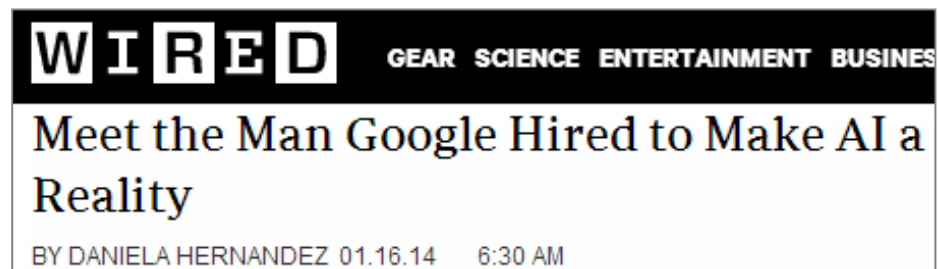 WIRED GEAR SCIENCE ENTERTAINMENT BUSINES
Meet the Man Google Hired to Make AI a
Reality
BY DANIELA HERNANDEZ 01.16.14 6:30 AM